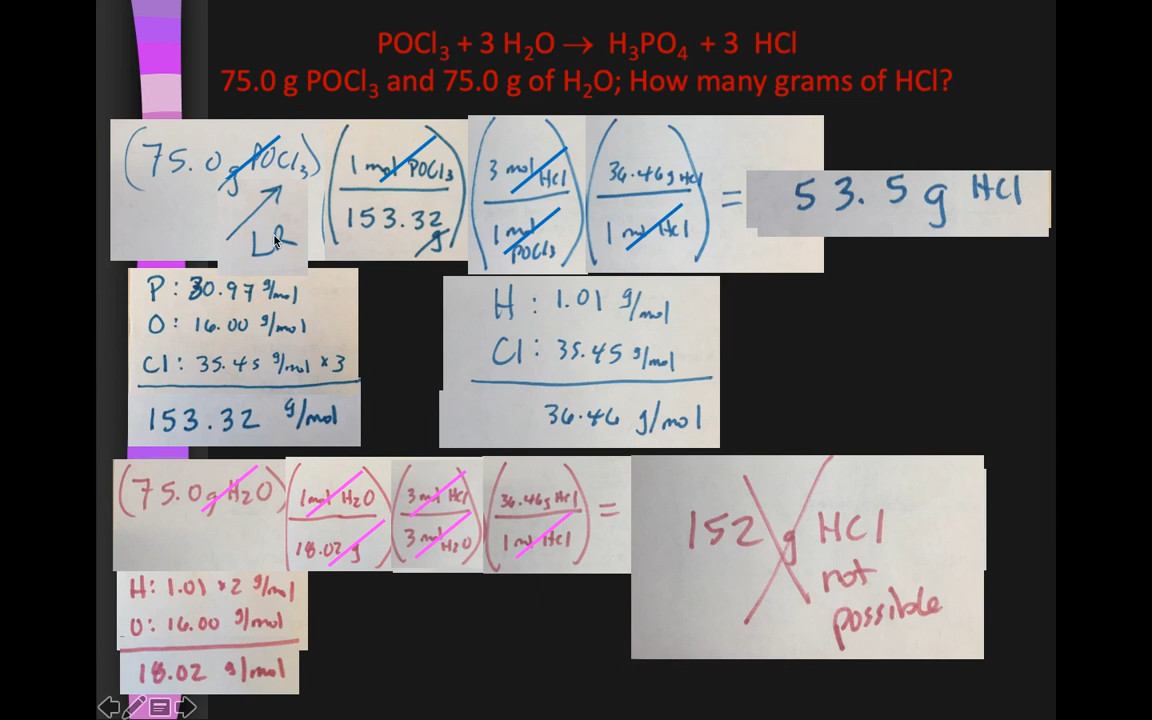 POCl₃ + 3 H₂O → H₃PO₄ + 3 HCl
75.0 g POCl₃ and 75.0 g of H₂O; How many grams of HCl?
(75.0 g POCl₃) (1 mol POCl₃ / 153.32 g) (3 mol HCl / 1 mol POCl₃) (36.46 g HCl / 1 mol HCl) = 53.5 g HCl
LR
P: 30.97 g/mol
O: 16.00 g/mol
Cl: 35.45 g/mol × 3
153.32 g/mol
H: 1.01 g/mol
Cl: 35.45 g/mol
36.46 g/mol
(75.0 g H₂O) (1 mol H₂O / 18.02 g) (3 mol HCl / 3 mol H₂O) (36.46 g HCl / 1 mol HCl) = 152 g HCl
not
possible
H: 1.01 × 2 g/mol
O: 16.00 g/mol
18.02 g/mol